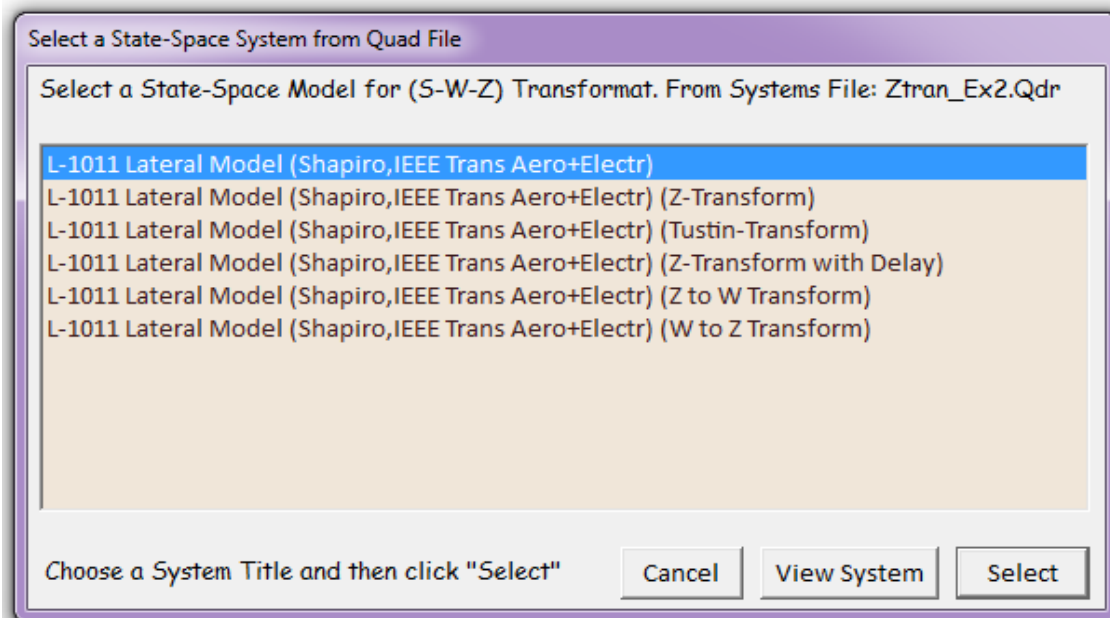 Select a State-Space System from Quad File
Select a State-Space Model for (S-W-Z) Transformat. From Systems File: Ztran_Ex2.Qdr
L-1011 Lateral Model (Shapiro,IEEE Trans Aero+Electr)
L-1011 Lateral Model (Shapiro,IEEE Trans Aero+Electr) (Z-Transform)
L-1011 Lateral Model (Shapiro,IEEE Trans Aero+Electr) (Tustin-Transform)
L-1011 Lateral Model (Shapiro,IEEE Trans Aero+Electr) (Z-Transform with Delay)
L-1011 Lateral Model (Shapiro,IEEE Trans Aero+Electr) (Z to W Transform)
L-1011 Lateral Model (Shapiro,IEEE Trans Aero+Electr) (W to Z Transform)
Choose a System Title and then click "Select"
Cancel
View System
Select